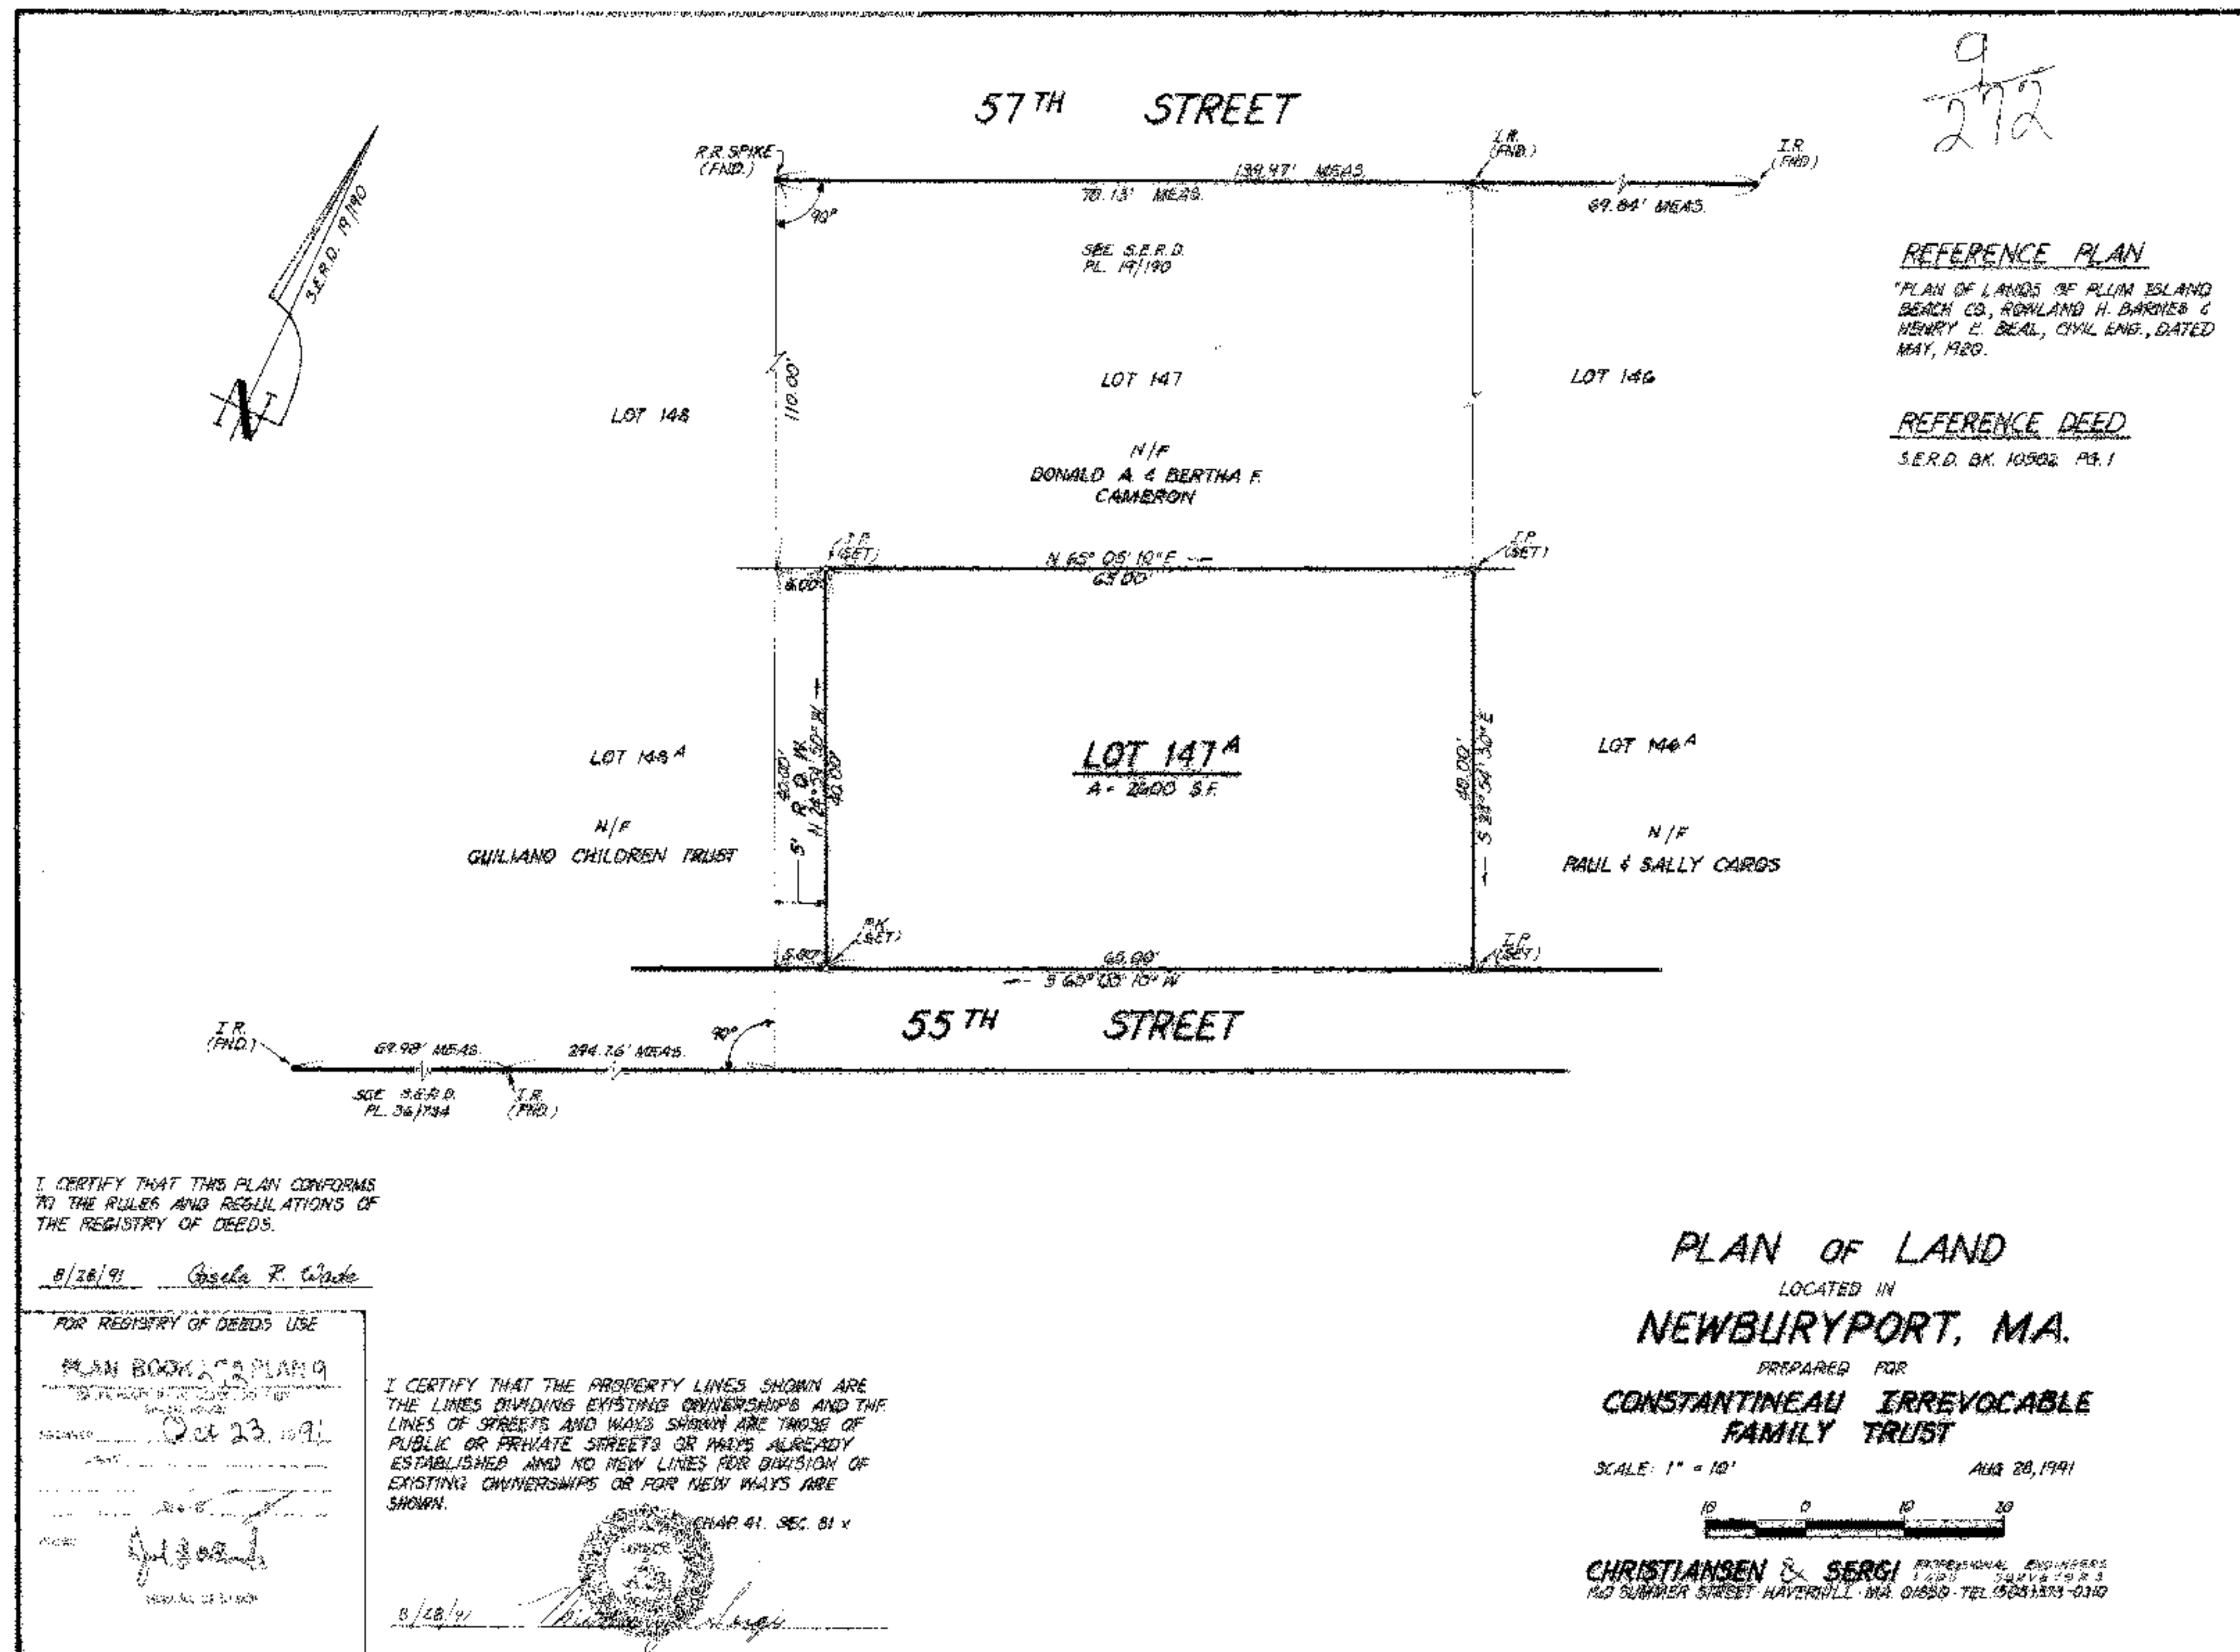 9
272
57TH STREET
R.R. SPIKE
(FND.)
I.R.
(FND.)
I.R.
(FND)
139.97' MEAS.
70.13' MEAS.
69.84' MEAS.
90°
S.E.R.D. 19/190
N
SEE S.E.R.D.
PL. 19/190
REFERENCE PLAN
"PLAN OF LANDS OF PLUM ISLAND
BEACH CO., ROWLAND H. BARNES &
HENRY E. BEAL, CIVIL ENG., DATED
MAY, 1920.
REFERENCE DEED
S.E.R.D. BK. 10502 PG. 1
110.00'
LOT 148
LOT 147
LOT 146
N/F
DONALD A. & BERTHA F.
CAMERON
I.P.
(SET)
N 65° 05' 10" E
65.00'
I.P.
(SET)
5.00'
LOT 148A
N/F
GUILIANO CHILDREN TRUST
40.00'
5' R.O.W.
N 24° 54' 50" W
40.00'
LOT 147A
A = 2600 S.F.
40.00'
LOT 146A
N/F
PAUL & SALLY
P.K.
(SET)
I.P.
(SET)
5.00'
65.00'
S 65° 05' 10" W
55TH STREET
I.R.
(FND.)
69.98' MEAS.
294.76' MEAS.
90°
SEE S.E.R.D.
PL. 36/734
I.R.
(FND.)
I CERTIFY THAT THIS PLAN CONFORMS
TO THE RULES AND REGULATIONS OF
THE REGISTRY OF DEEDS.
8/28/91 Gisela R. Wade
FOR REGISTRY OF DEEDS USE
PLAN BOOK 272 PLAN 9
Oct 23 1991
I CERTIFY THAT THE PROPERTY LINES SHOWN ARE
THE LINES DIVIDING EXISTING OWNERSHIPS AND THE
LINES OF STREETS AND WAYS SHOWN ARE THOSE OF
PUBLIC OR PRIVATE STREETS OR WAYS ALREADY
ESTABLISHED AND NO NEW LINES FOR DIVISION OF
EXISTING OWNERSHIPS OR FOR NEW WAYS ARE
SHOWN.
CHAP. 41. SEC. 81 X
8/28/91
PLAN OF LAND
LOCATED IN
NEWBURYPORT, MA.
PREPARED FOR
CONSTANTINEAU IRREVOCABLE
FAMILY TRUST
SCALE: 1" = 10' AUG 28, 1991
10 0 10 20
CHRISTIANSEN & SERGI PROFESSIONAL ENGINEERS
LAND SURVEYORS
160 SUMMER STREET HAVERHILL MA. 01830